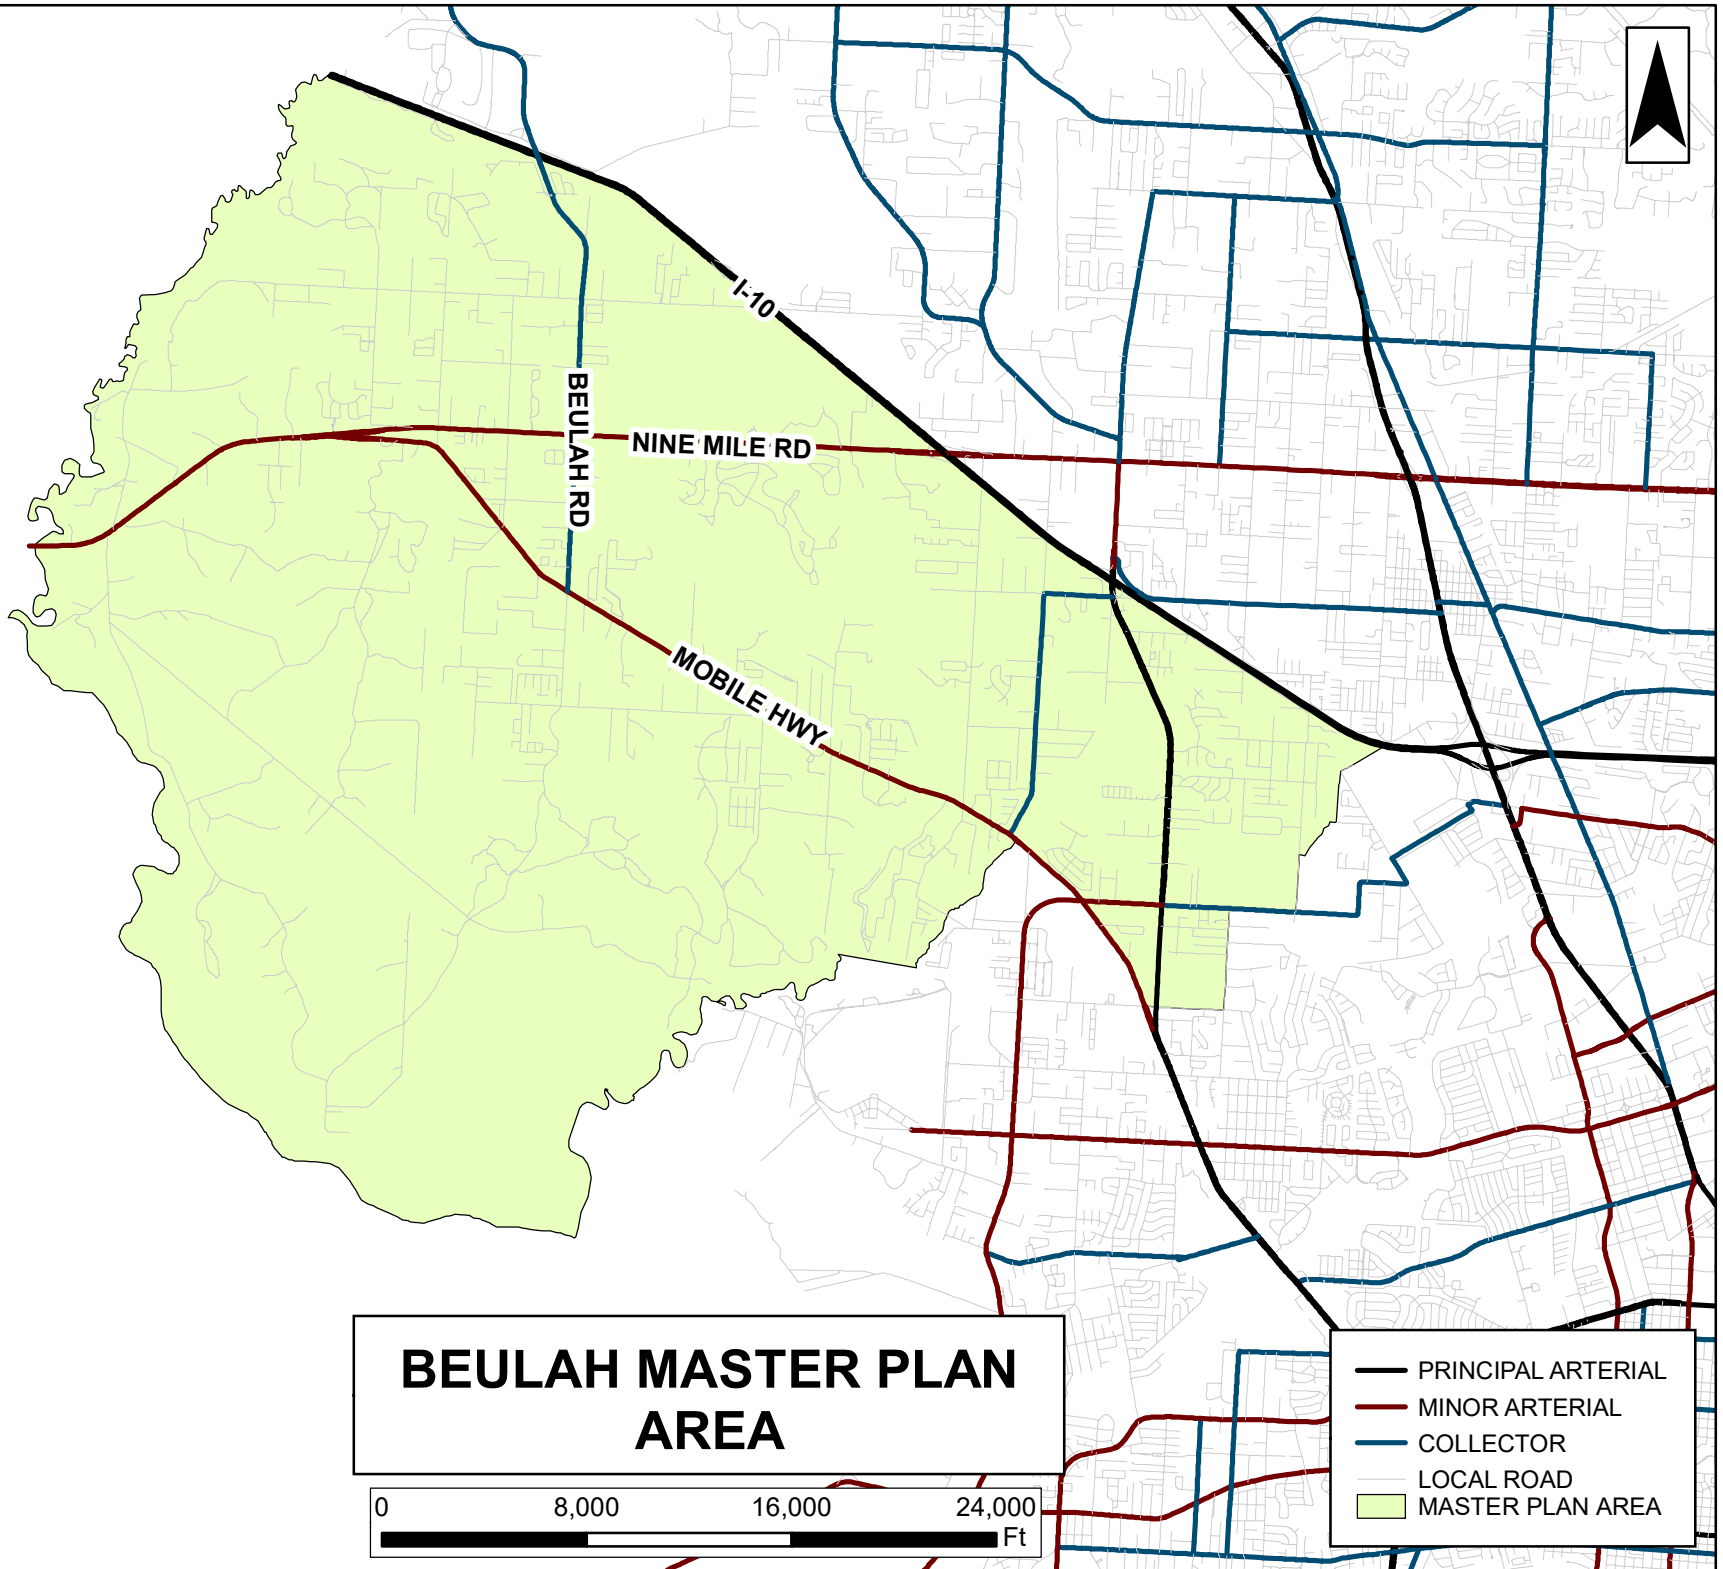 I-10
BEULAH RD
NINE MILE RD
MOBILE HWY
BEULAH MASTER PLAN
AREA
0 8,000 16,000 24,000
Ft
PRINCIPAL ARTERIAL
MINOR ARTERIAL
COLLECTOR
LOCAL ROAD
MASTER PLAN AREA